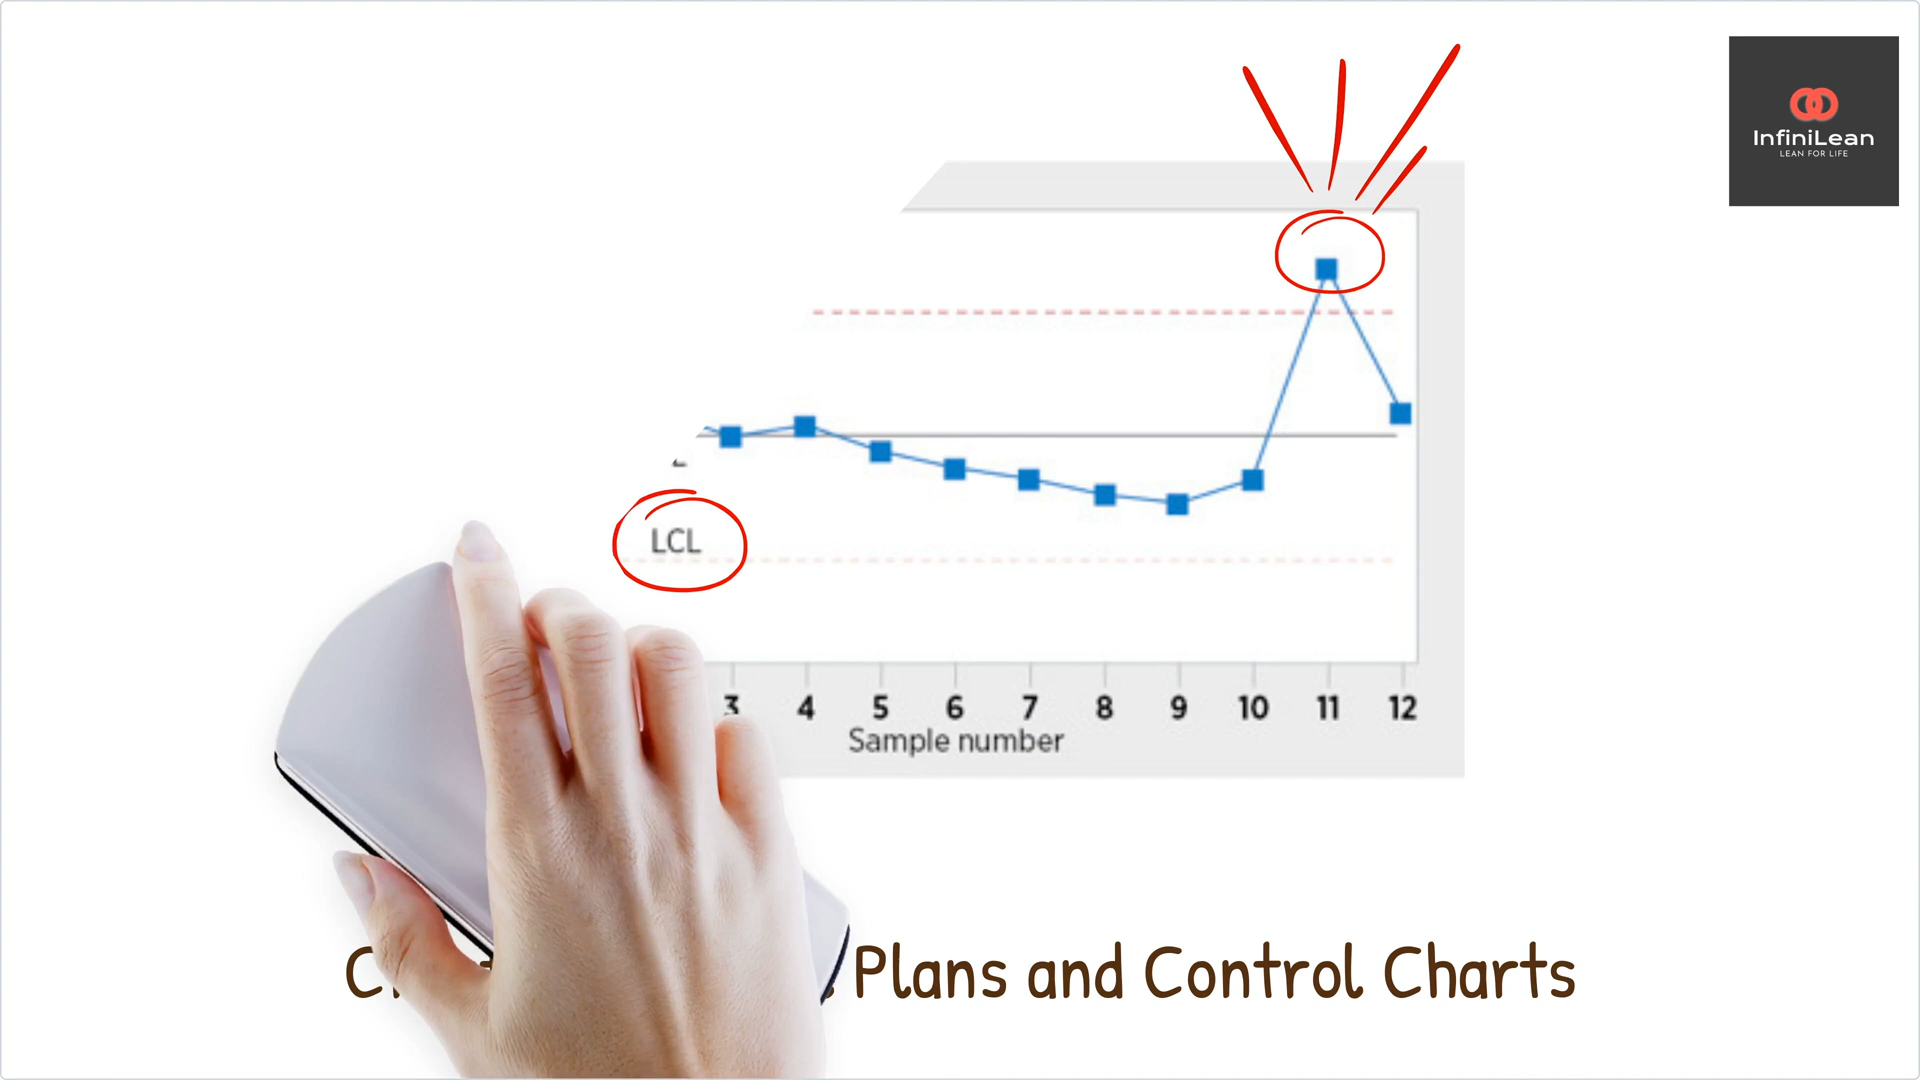 InfiniLean
LEAN FOR LIFE
LCL
3 4 5 6 7 8 9 10 11 12
Sample number
Plans and Control Charts